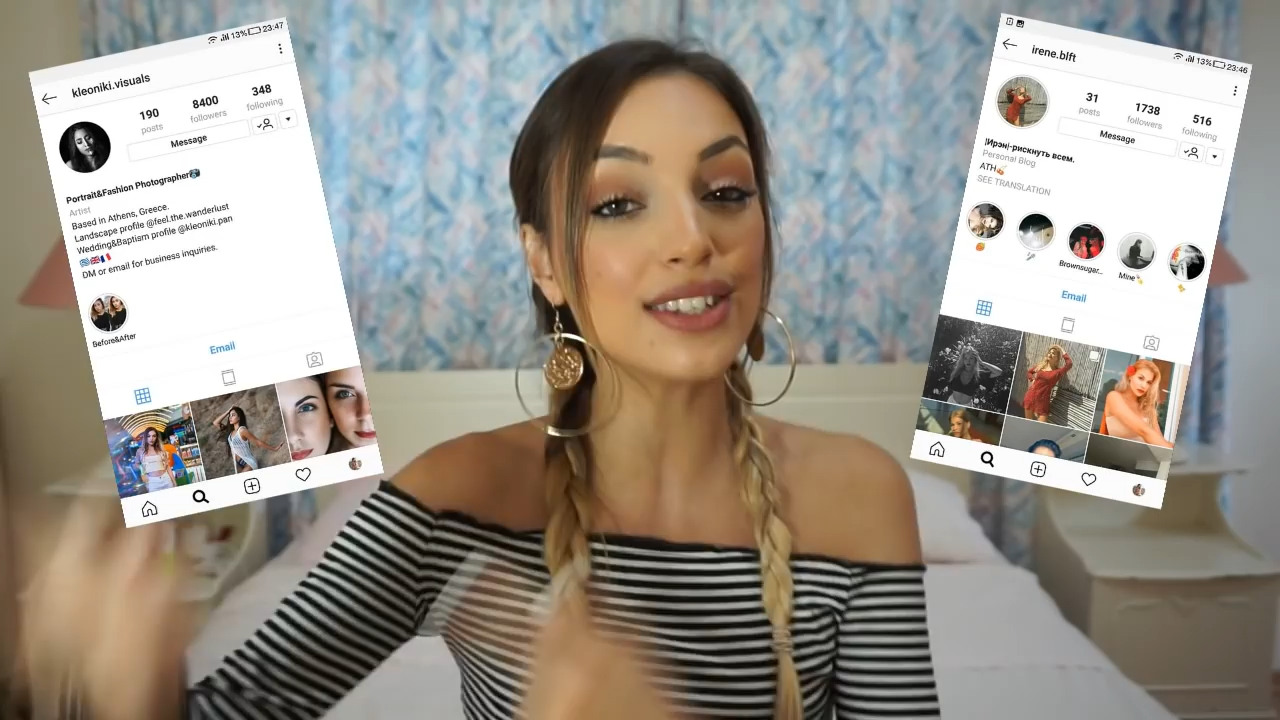 13% 23:47
kleoniki.visuals
190 8400 348
posts followers following
Message
Portrait&Fashion Photographer📷
Artist
Based in Athens, Greece.
Landscape profile @feel.the.wanderlust
Wedding&Baptism profile @kleoniki.pan
🇬🇷🇬🇧🇫🇷
DM or email for business inquiries.
Before&After
Email
13% 23:46
irene.blft
31 1738 516
posts followers following
Message
Personal Blog
ATH
SEE TRANSLATION
Brownsugar...
Mine
Email